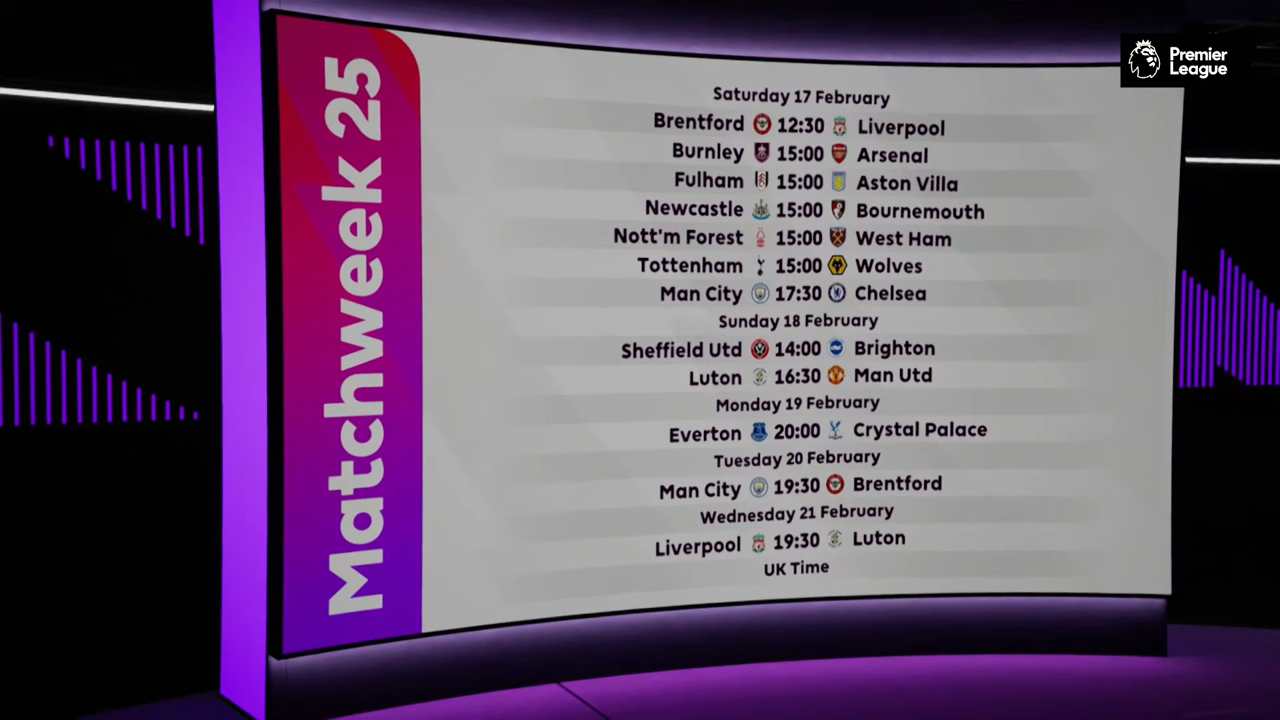 Premier
League
Matchweek 25
Saturday 17 February
Brentford 12:30 Liverpool
Burnley 15:00 Arsenal
Fulham 15:00 Aston Villa
Newcastle 15:00 Bournemouth
Nott'm Forest 15:00 West Ham
Tottenham 15:00 Wolves
Man City 17:30 Chelsea
Sunday 18 February
Sheffield Utd 14:00 Brighton
Luton 16:30 Man Utd
Monday 19 February
Everton 20:00 Crystal Palace
Tuesday 20 February
Man City 19:30 Brentford
Wednesday 21 February
Liverpool 19:30 Luton
UK Time